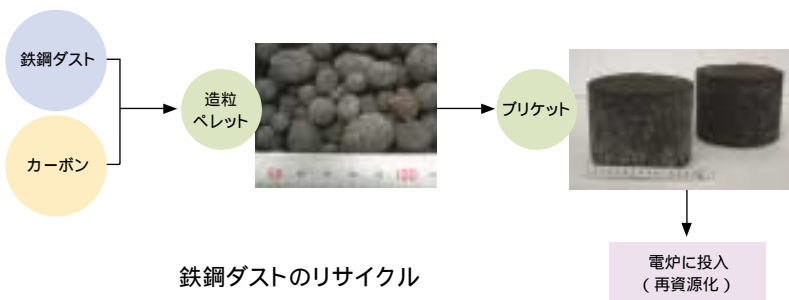 鉄鋼ダスト
カーボン
造粒
ペレット
ブリケット
電炉に投入
(再資源化)
鉄鋼ダストのリサイクル